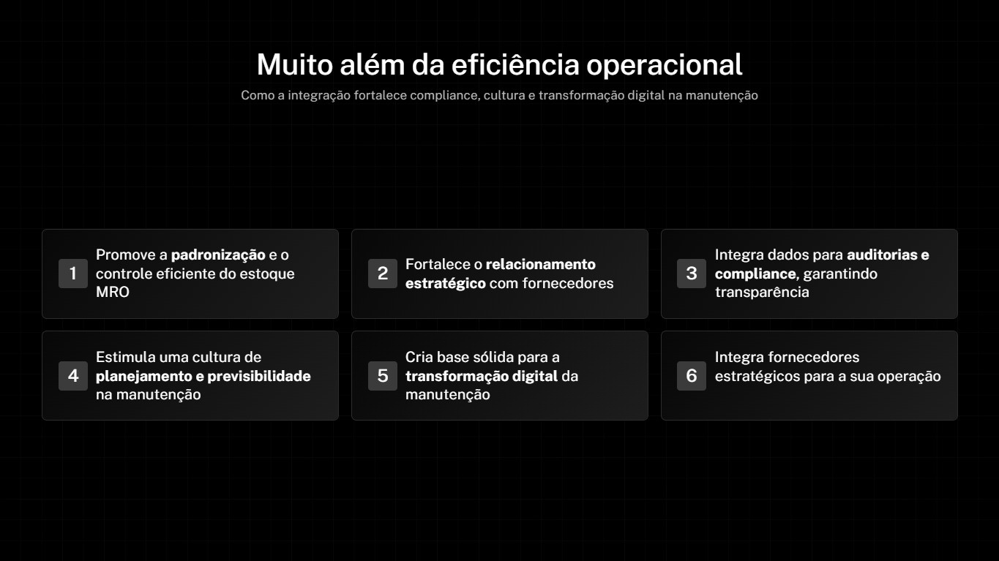 Muito além da eficiência operacional
Como a integração fortalece compliance, cultura e transformação digital na manutenção
1
Promove a padronização e o
controle eficiente do estoque
MRO
2
Fortalece o relacionamento
estratégico com fornecedores
3
Integra dados para auditorias e
compliance, garantindo
transparência
4
Estimula uma cultura de
planejamento e previsibilidade
na manutenção
5
Cria base sólida para a
transformação digital da
manutenção
6
Integra fornecedores
estratégicos para a sua operação